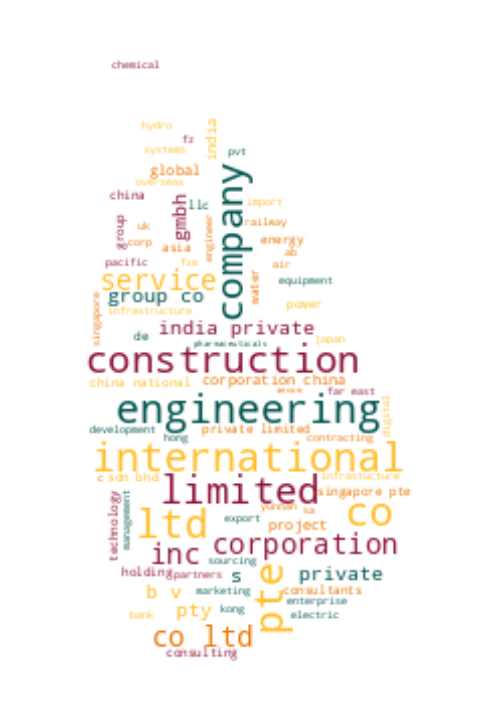 chemical
hydro
india
fz
systems
pvt
company
global
overseas
china
gmbh
llc
import
group
uk
engineer
railway
corp
asia
energy
ab
pacific
fze
water
air
service
equipment
group co
singapore
infrastructure
power
india private
de
pharmaceuticals
japan
construction
china national
corporation china
far east
engineering
digital
development
hong
private limited
contracting
international
c
sdn bhd
infrastucture
limited
singapore pte
technology
management
ltd
export
yunnan
sa
co
project
inc
corporation
sourcing
pte
holding
partners
s
private
b v
marketing
consultants
enterprise
pty
kong
bank
electric
co ltd
consulting